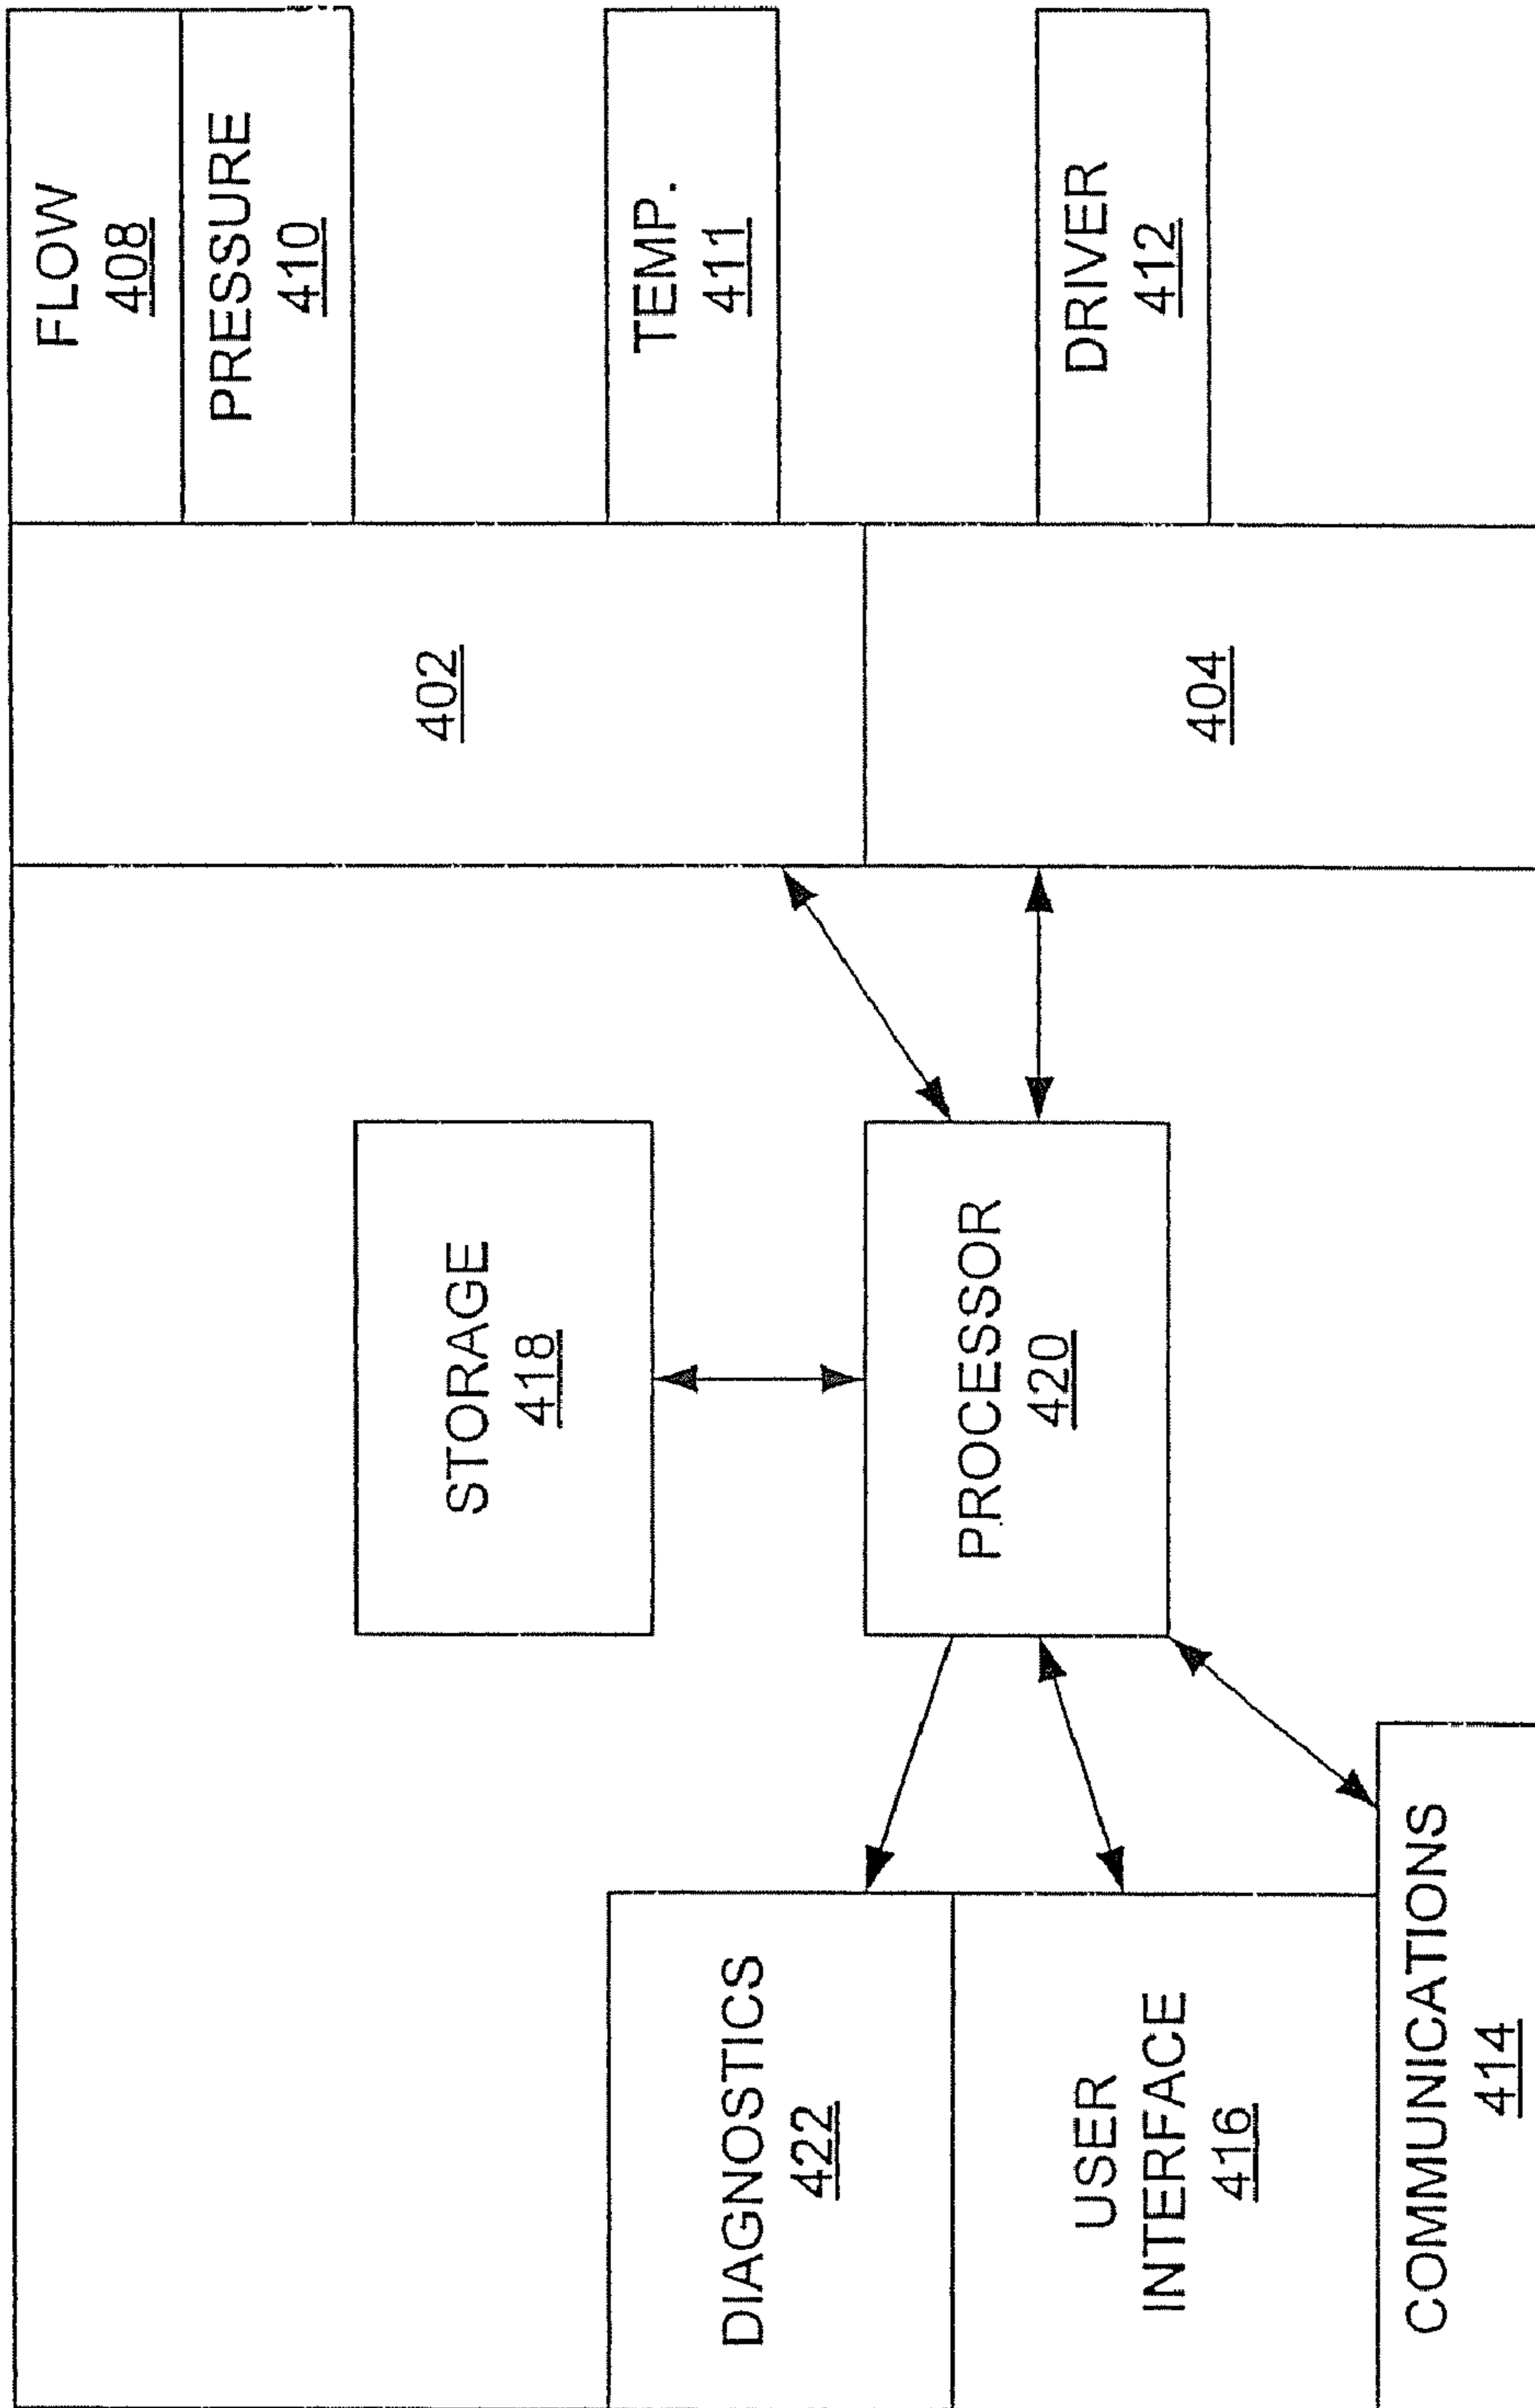 DIAGNOSTICS
422
USER
INTERFACE
416
COMMUNICATIONS
414
STORAGE
418
PROCESSOR
420
402
404
FLOW
408
PRESSURE
410
TEMP.
411
DRIVER
412